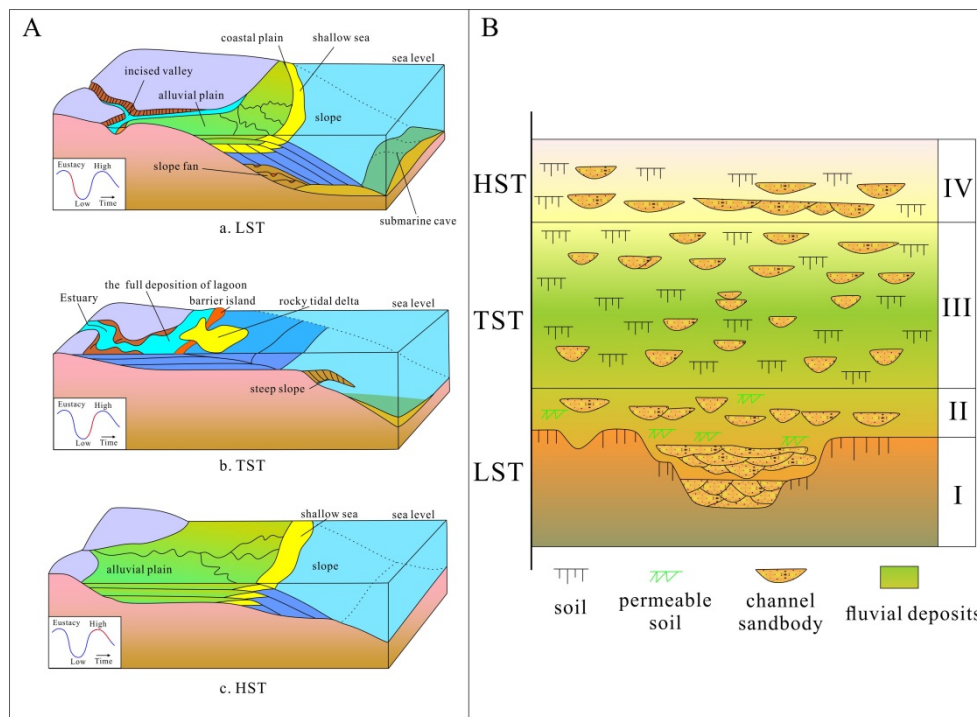 A
coastal plain
shallow sea
sea level
incised valley
alluvial plain
slope
slope fan
submarine cave
Eustacy High
Low Time
a. LST
the full deposition of lagoon
Estuary
barrier island
rocky tidal delta
sea level
steep slope
Eustacy High
Low Time
b. TST
shallow sea
sea level
alluvial plain
slope
Eustacy High
Low Time
c. HST
B
HST
IV
TST
III
II
LST
I
soil
permeable
soil
channel
sandbody
fluvial deposits